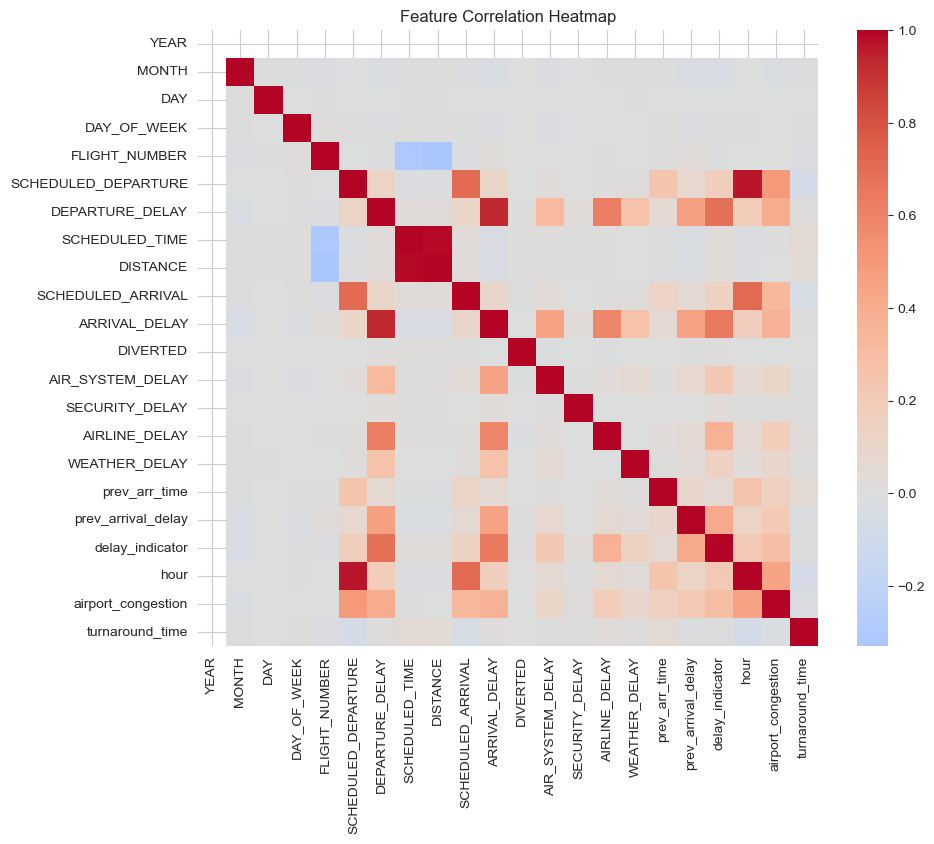 Feature Correlation Heatmap
YEAR
MONTH
DAY
DAY_OF_WEEK
FLIGHT_NUMBER
SCHEDULED_DEPARTURE
DEPARTURE_DELAY
SCHEDULED_TIME
DISTANCE
SCHEDULED_ARRIVAL
ARRIVAL_DELAY
DIVERTED
AIR_SYSTEM_DELAY
SECURITY_DELAY
AIRLINE_DELAY
WEATHER_DELAY
prev_arr_time
prev_arrival_delay
delay_indicator
hour
airport_congestion
turnaround_time
YEAR
MONTH
DAY
DAY_OF_WEEK
FLIGHT_NUMBER
SCHEDULED_DEPARTURE
DEPARTURE_DELAY
SCHEDULED_TIME
DISTANCE
SCHEDULED_ARRIVAL
ARRIVAL_DELAY
DIVERTED
AIR_SYSTEM_DELAY
SECURITY_DELAY
AIRLINE_DELAY
WEATHER_DELAY
prev_arr_time
prev_arrival_delay
delay_indicator
hour
airport_congestion
turnaround_time
1.0
0.8
0.6
0.4
0.2
0.0
−0.2